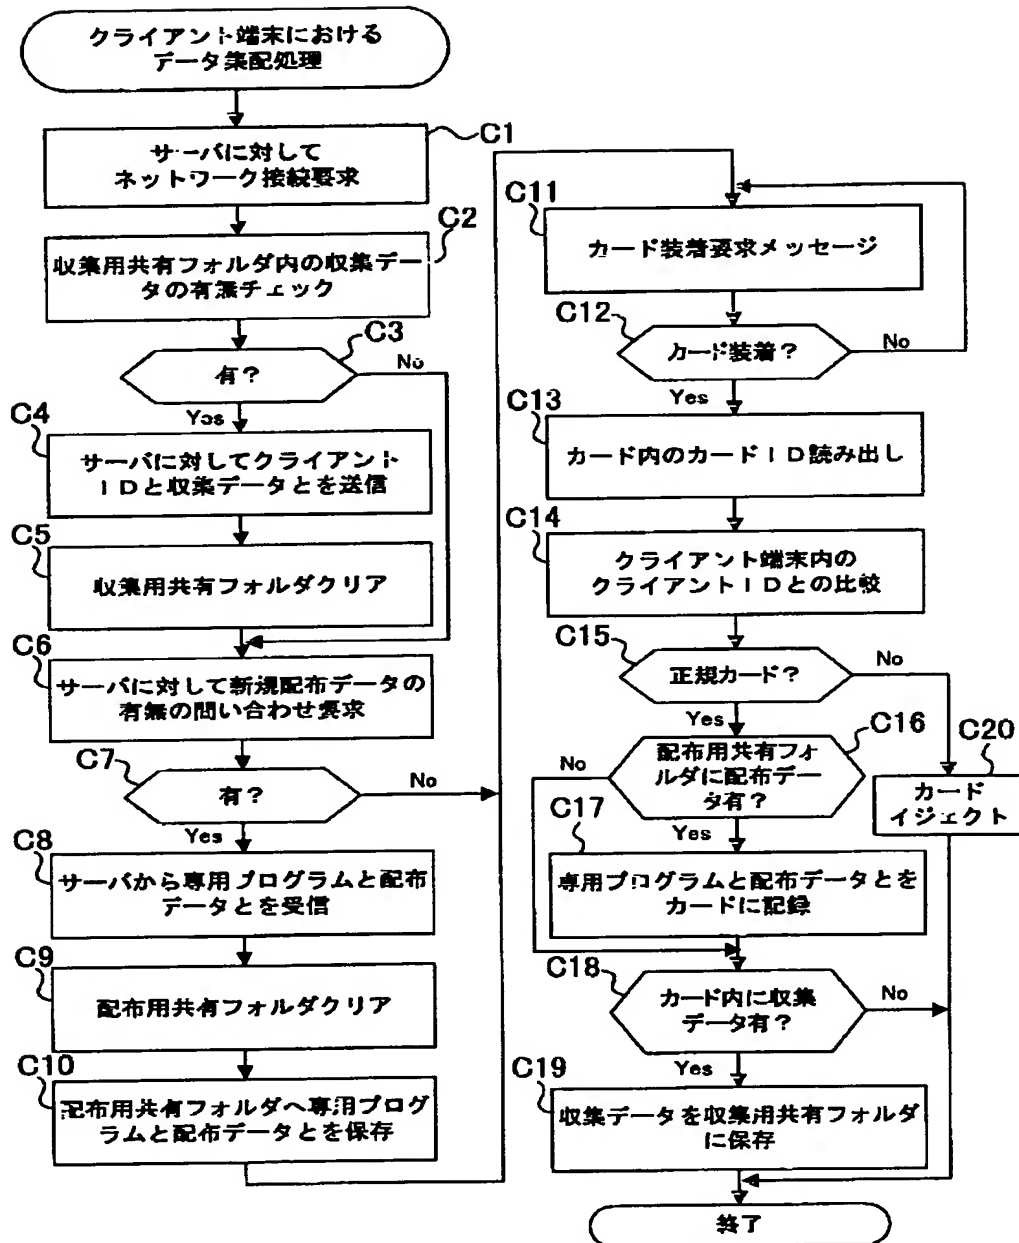 クライアント端末における
データ集配処理
C1
サーバに対して
ネットワーク接続要求
C2
収集用共有フォルダ内の収集デー
タの有無チェック
C3
有?
No
Yes
C4
サーバに対してクライアント
IDと収集データとを送信
C5
収集用共有フォルダクリア
C6
サーバに対して新規配布データの
有無の問い合わせ要求
C7
有?
No
Yes
C8
サーバから専用プログラムと配布
データとを受信
C9
配布用共有フォルダクリア
C10
配布用共有フォルダへ専用プログ
ラムと配布データとを保存
C11
カード装着要求メッセージ
C12
カード装着?
No
Yes
C13
カード内のカードID読み出し
C14
クライアント端末内の
クライアントIDとの比較
C15
正規カード?
No
Yes
C16
配布用共有フォ
ルダに配布デー
タ有?
No
Yes
C20
カード
イジェクト
C17
専用プログラムと配布データとを
カードに記録
C18
カード内に収集
データ有?
No
Yes
C19
収集データを収集用共有フォルダ
に保存
終了